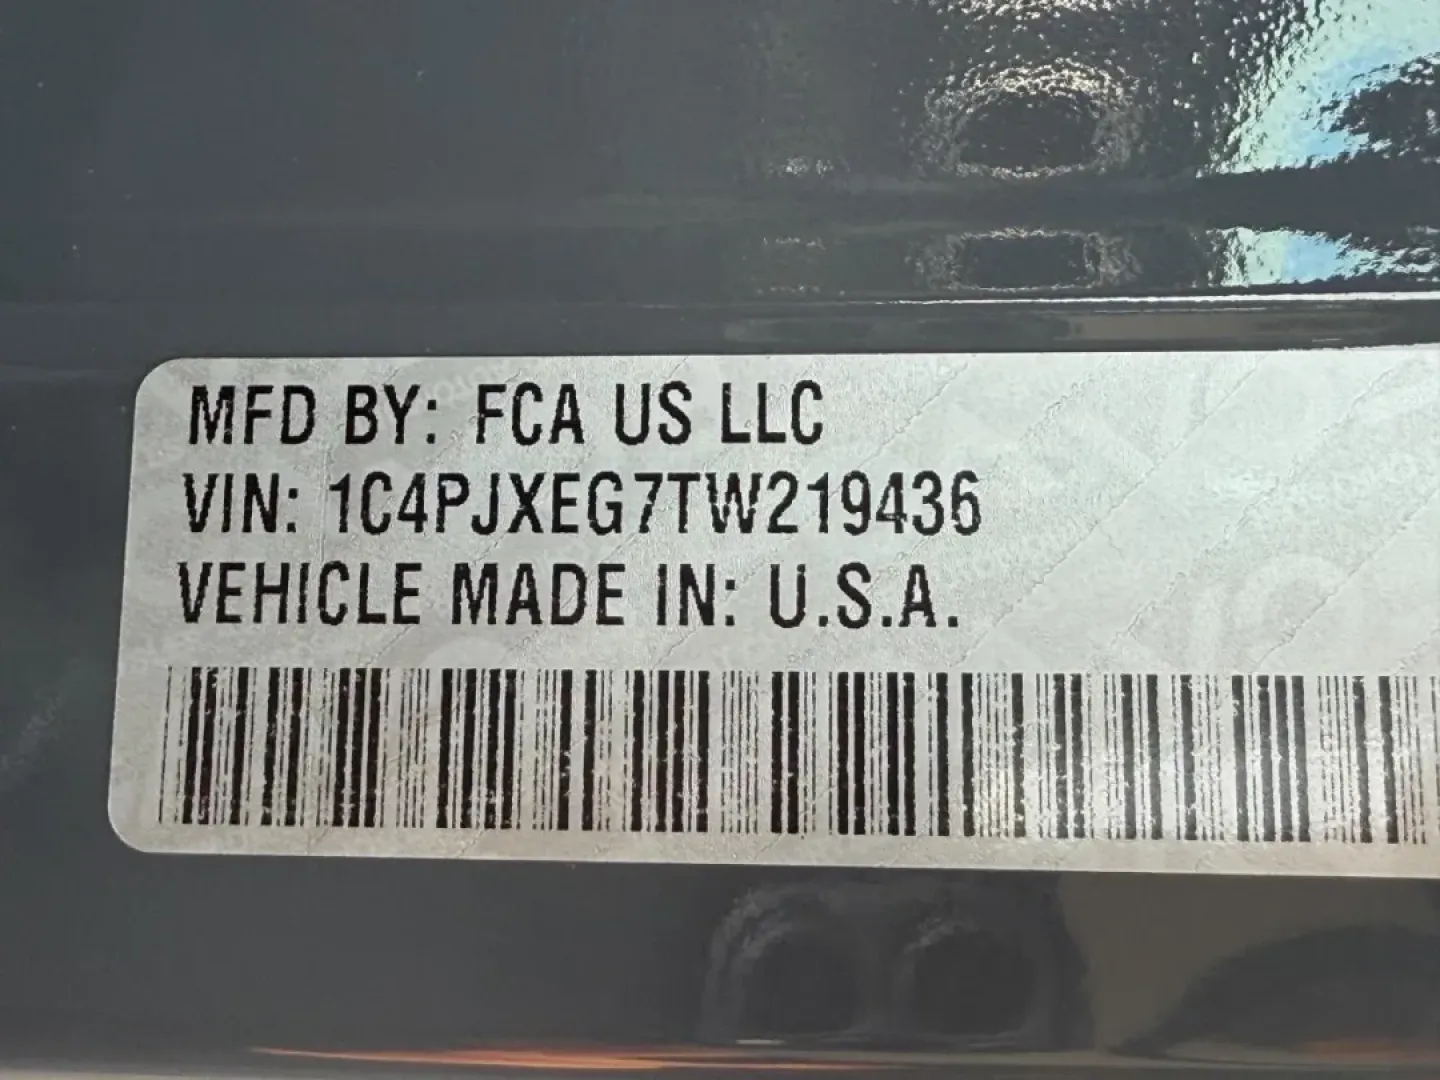 MFD BY: FCA US LLC
VIN: 1C4PJXEG7TW219436
VEHICLE MADE IN: U.S.A.